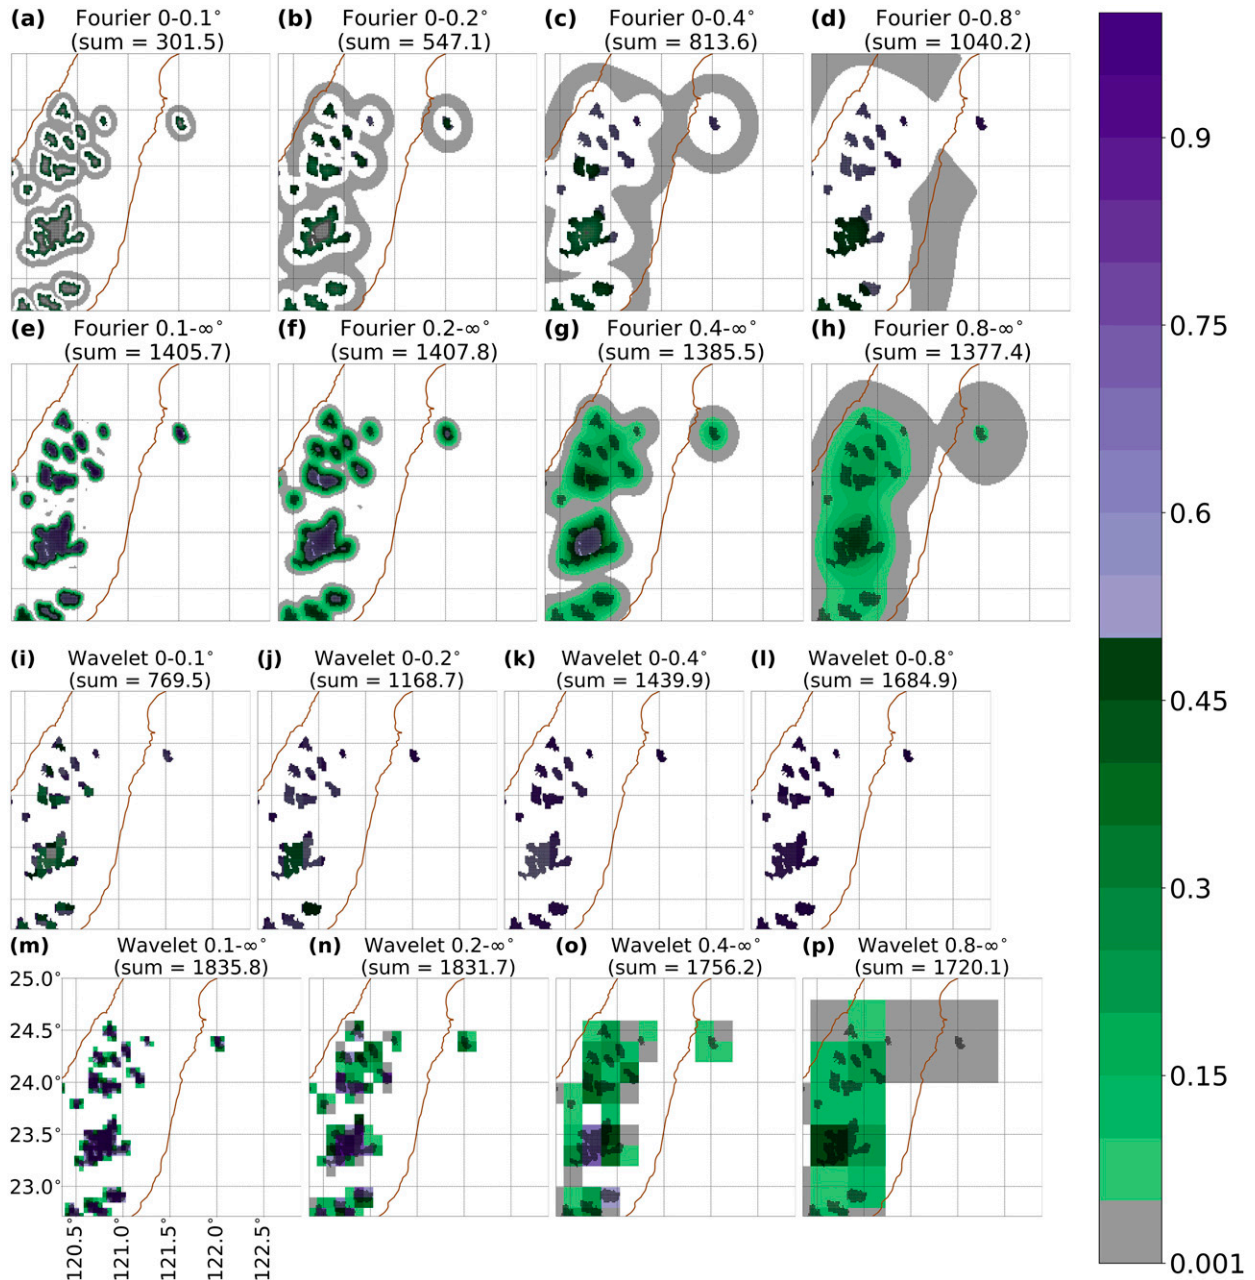 (a) Fourier 0-0.1°
(sum = 301.5)
(b) Fourier 0-0.2°
(sum = 547.1)
(c) Fourier 0-0.4°
(sum = 813.6)
(d) Fourier 0-0.8°
(sum = 1040.2)
(e) Fourier 0.1-∞°
(sum = 1405.7)
(f) Fourier 0.2-∞°
(sum = 1407.8)
(g) Fourier 0.4-∞°
(sum = 1385.5)
(h) Fourier 0.8-∞°
(sum = 1377.4)
(i) Wavelet 0-0.1°
(sum = 769.5)
(j) Wavelet 0-0.2°
(sum = 1168.7)
(k) Wavelet 0-0.4°
(sum = 1439.9)
(l) Wavelet 0-0.8°
(sum = 1684.9)
(m) Wavelet 0.1-∞°
(sum = 1835.8)
(n) Wavelet 0.2-∞°
(sum = 1831.7)
(o) Wavelet 0.4-∞°
(sum = 1756.2)
(p) Wavelet 0.8-∞°
(sum = 1720.1)
25.0°
24.5°
24.0°
23.5°
23.0°
120.5°
121.0°
121.5°
122.0°
122.5°
0.9
0.75
0.6
0.45
0.3
0.15
0.001